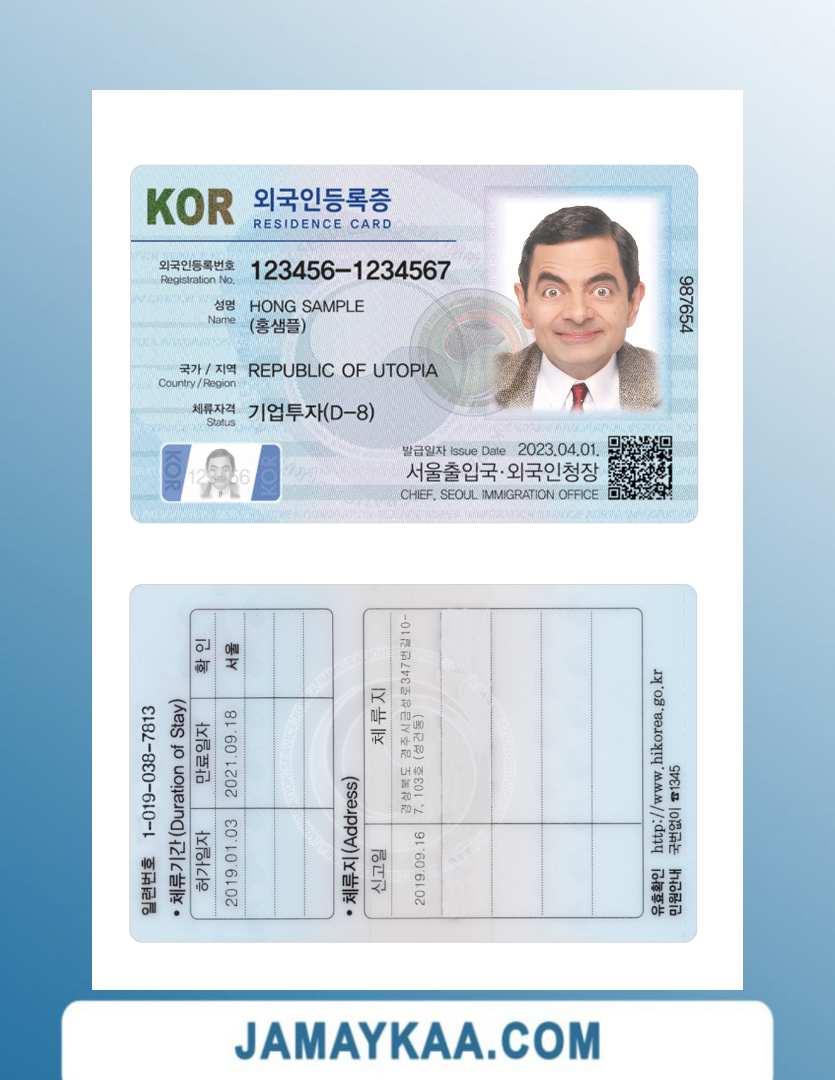 KOR 외국인등록증
RESIDENCE CARD
외국인등록번호 123456-1234567
Registration No.
성명 HONG SAMPLE
Name (홍샘플)
국가 / 지역 REPUBLIC OF UTOPIA
Country / Region
체류자격 기업투자(D-8)
Status
987654
KOR 123456 KOR
발급일자 Issue Date 2023.04.01.
서울출입국·외국인청장
CHIEF, SEOUL IMMIGRATION OFFICE
일련번호 1-019-038-7813
• 체류기간(Duration of Stay)
허가일자 만료일자 확 인
2019.01.03 2021.09.18 서울
• 체류지(Address)
신고일 체류지
2019.09.16 경상북도 경주시금성로347번길10-
7, 103호 (성건동)
유효확인 http://www.hikorea.go.kr
민원안내 국번없이 ☎1345
JAMAYKAA.COM